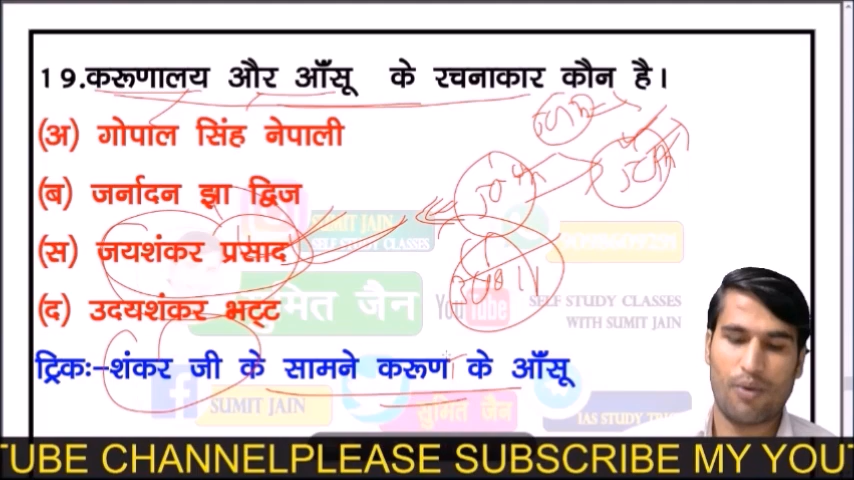 19.करूणालय और आँसू के रचनाकार कौन है।
(अ) गोपाल सिंह नेपाली
(ब) जर्नादन झा द्विज
(स) जयशंकर प्रसाद
(द) उदयशंकर भट्ट
ट्रिकः-शंकर जी के सामने करूण के आँसू
SUMIT JAIN
SELF STUDY CLASSES
सुमित जैन
YouTube
SELF STUDY CLASSES
WITH SUMIT JAIN
SUMIT JAIN
सुमित जैन
IAS STUDY
TUBE CHANNELPLEASE SUBSCRIBE MY YOUT